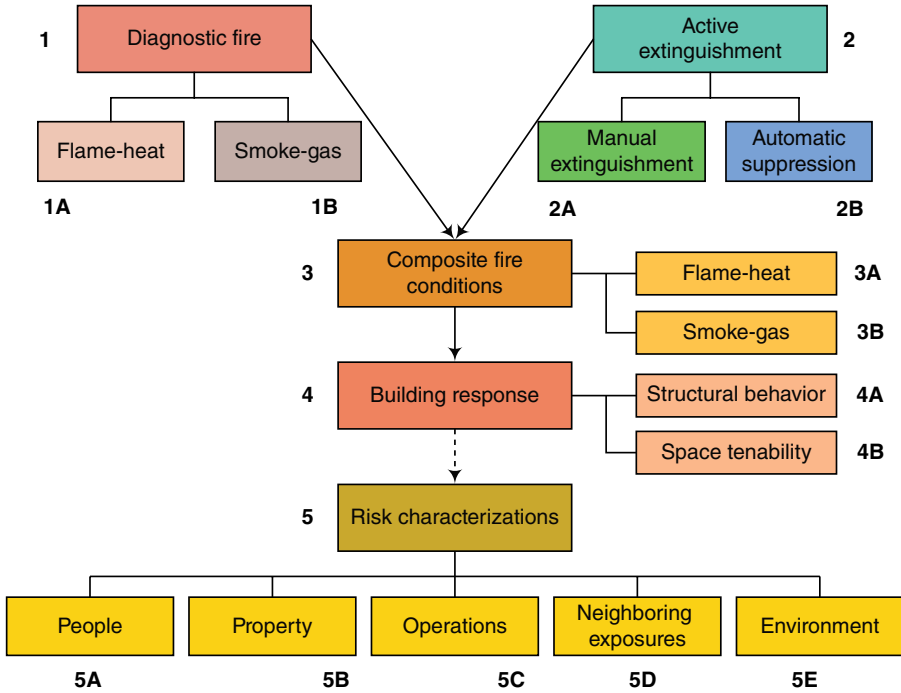 1
Diagnostic fire
Active
extinguishment
2
Flame-heat
Smoke-gas
Manual
extinguishment
Automatic
suppression
1A
1B
2A
2B
3
Composite fire
conditions
Flame-heat
3A
Smoke-gas
3B
4
Building response
Structural behavior
4A
Space tenability
4B
5
Risk characterizations
People
Property
Operations
Neighboring
exposures
Environment
5A
5B
5C
5D
5E